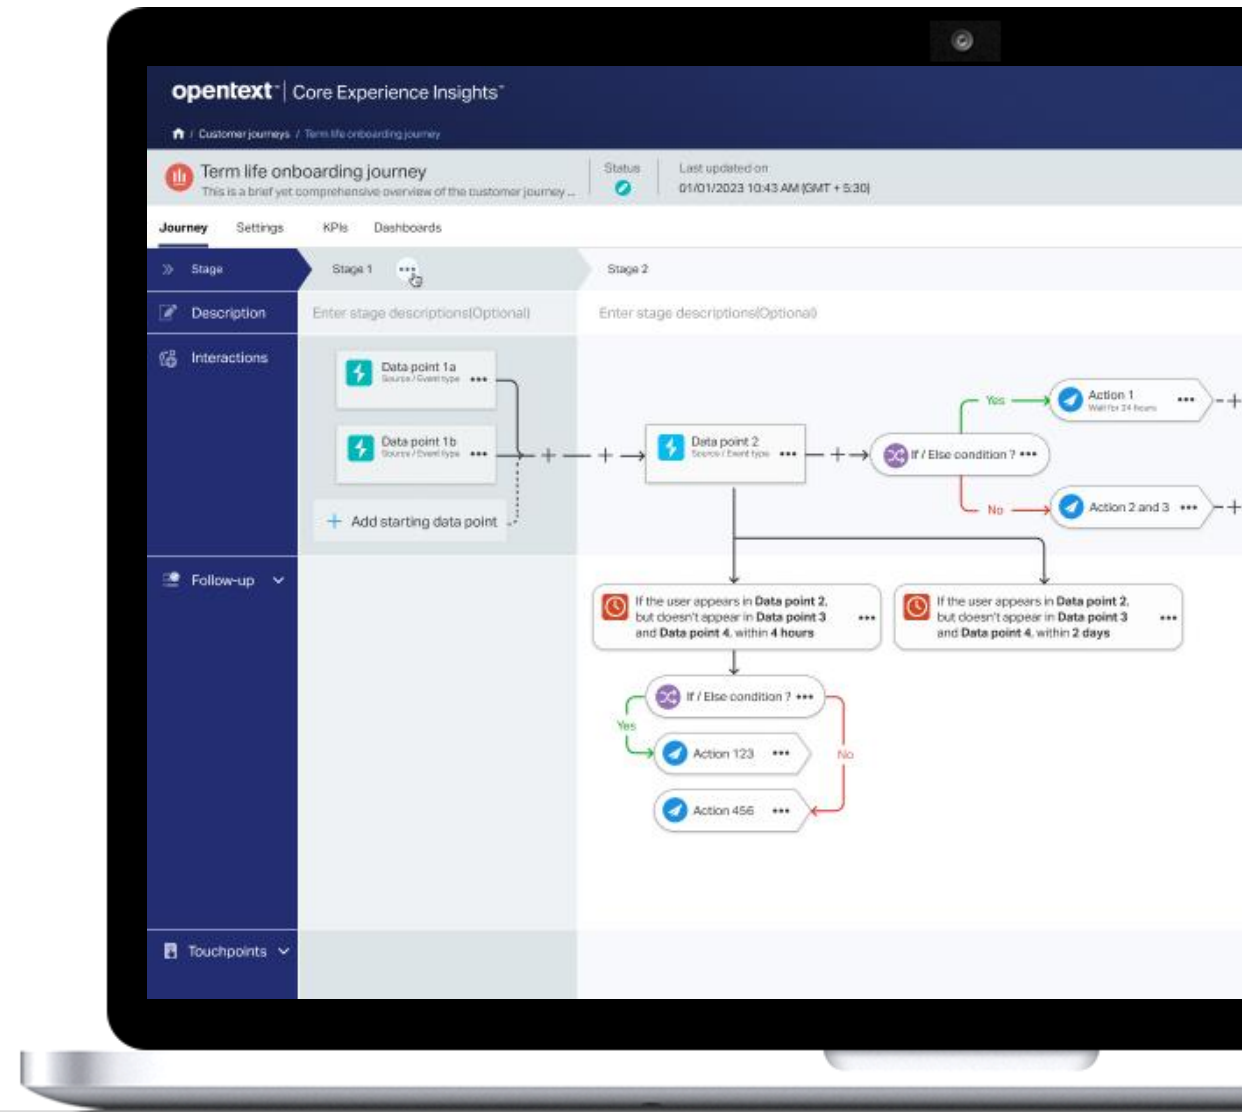 opentext™ | Core Experience Insights™
/ Customer journeys / Term life onboarding journey
Term life onboarding journey
This is a brief yet comprehensive overview of the customer journey ...
Status
Last updated on
01/01/2023 10:43 AM (GMT + 5:30)
Journey Settings KPIs Dashboards
Stage
Stage 1
Stage 2
Description
Enter stage descriptions(Optional)
Enter stage descriptions(Optional)
Interactions
Data point 1a
Source / Event type
Data point 1b
Source / Event type
Add starting data point
Data point 2
Source / Event type
If / Else condition ?
Yes
Action 1
Wait for 24 hours
No
Action 2 and 3
Follow-up
If the user appears in Data point 2,
but doesn't appear in Data point 3
and Data point 4, within 4 hours
If the user appears in Data point 2,
but doesn't appear in Data point 3
and Data point 4, within 2 days
If / Else condition ?
Yes
Action 123
No
Action 456
Touchpoints